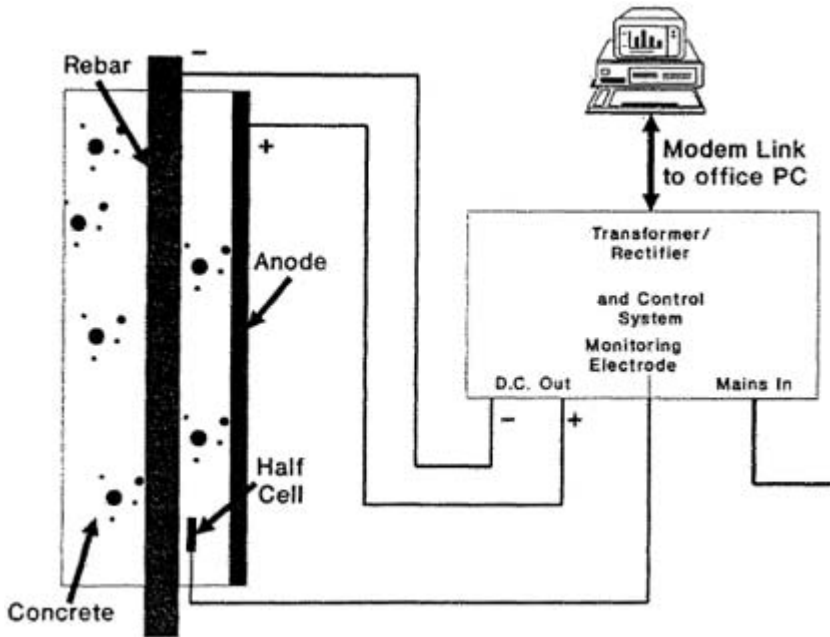 Rebar
-
+
Modem Link
to office PC
Transformer/
Rectifier
Anode
and Control
System
Monitoring
Electrode
D.C. Out
Mains In
-
+
Half
Cell
Concrete